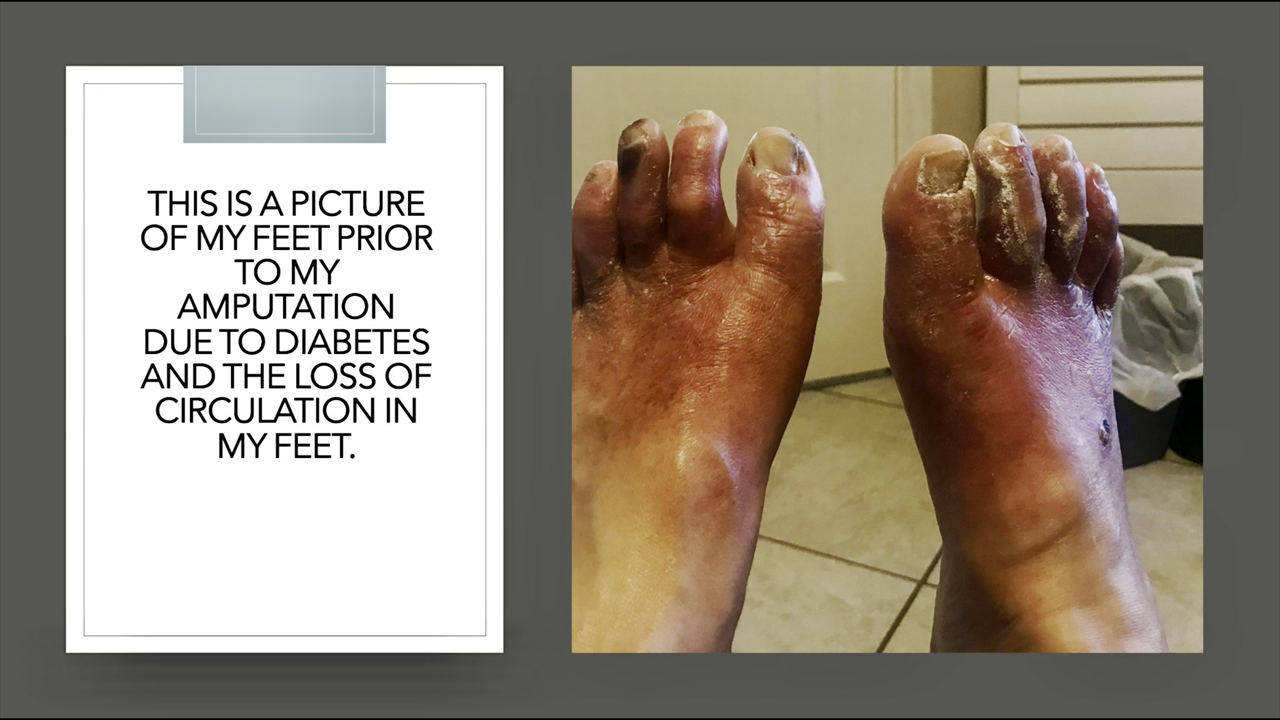 THIS IS A PICTURE
OF MY FEET PRIOR
TO MY
AMPUTATION
DUE TO DIABETES
AND THE LOSS OF
CIRCULATION IN
MY FEET.